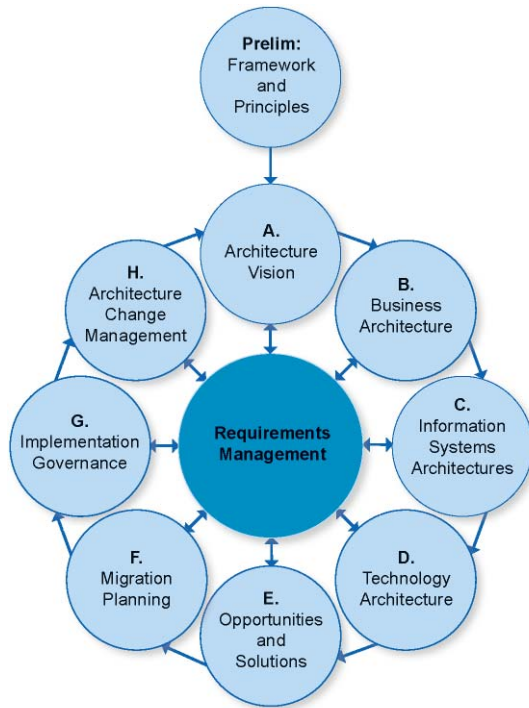 Prelim:
Framework
and
Principles
A.
Architecture
Vision
B.
Business
Architecture
C.
Information
Systems
Architectures
D.
Technology
Architecture
E.
Opportunities
and
Solutions
F.
Migration
Planning
G.
Implementation
Governance
H.
Architecture
Change
Management
Requirements
Management